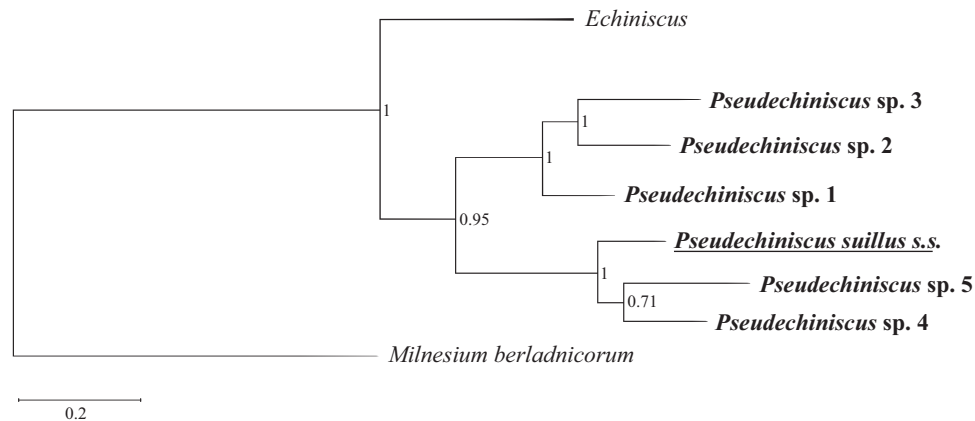 Echiniscus
1
Pseudechiniscus sp. 3
1
Pseudechiniscus sp. 2
1
Pseudechiniscus sp. 1
0.95
Pseudechiniscus suillus s.s.
1
Pseudechiniscus sp. 5
0.71
Pseudechiniscus sp. 4
Milnesium berladnicorum
0.2